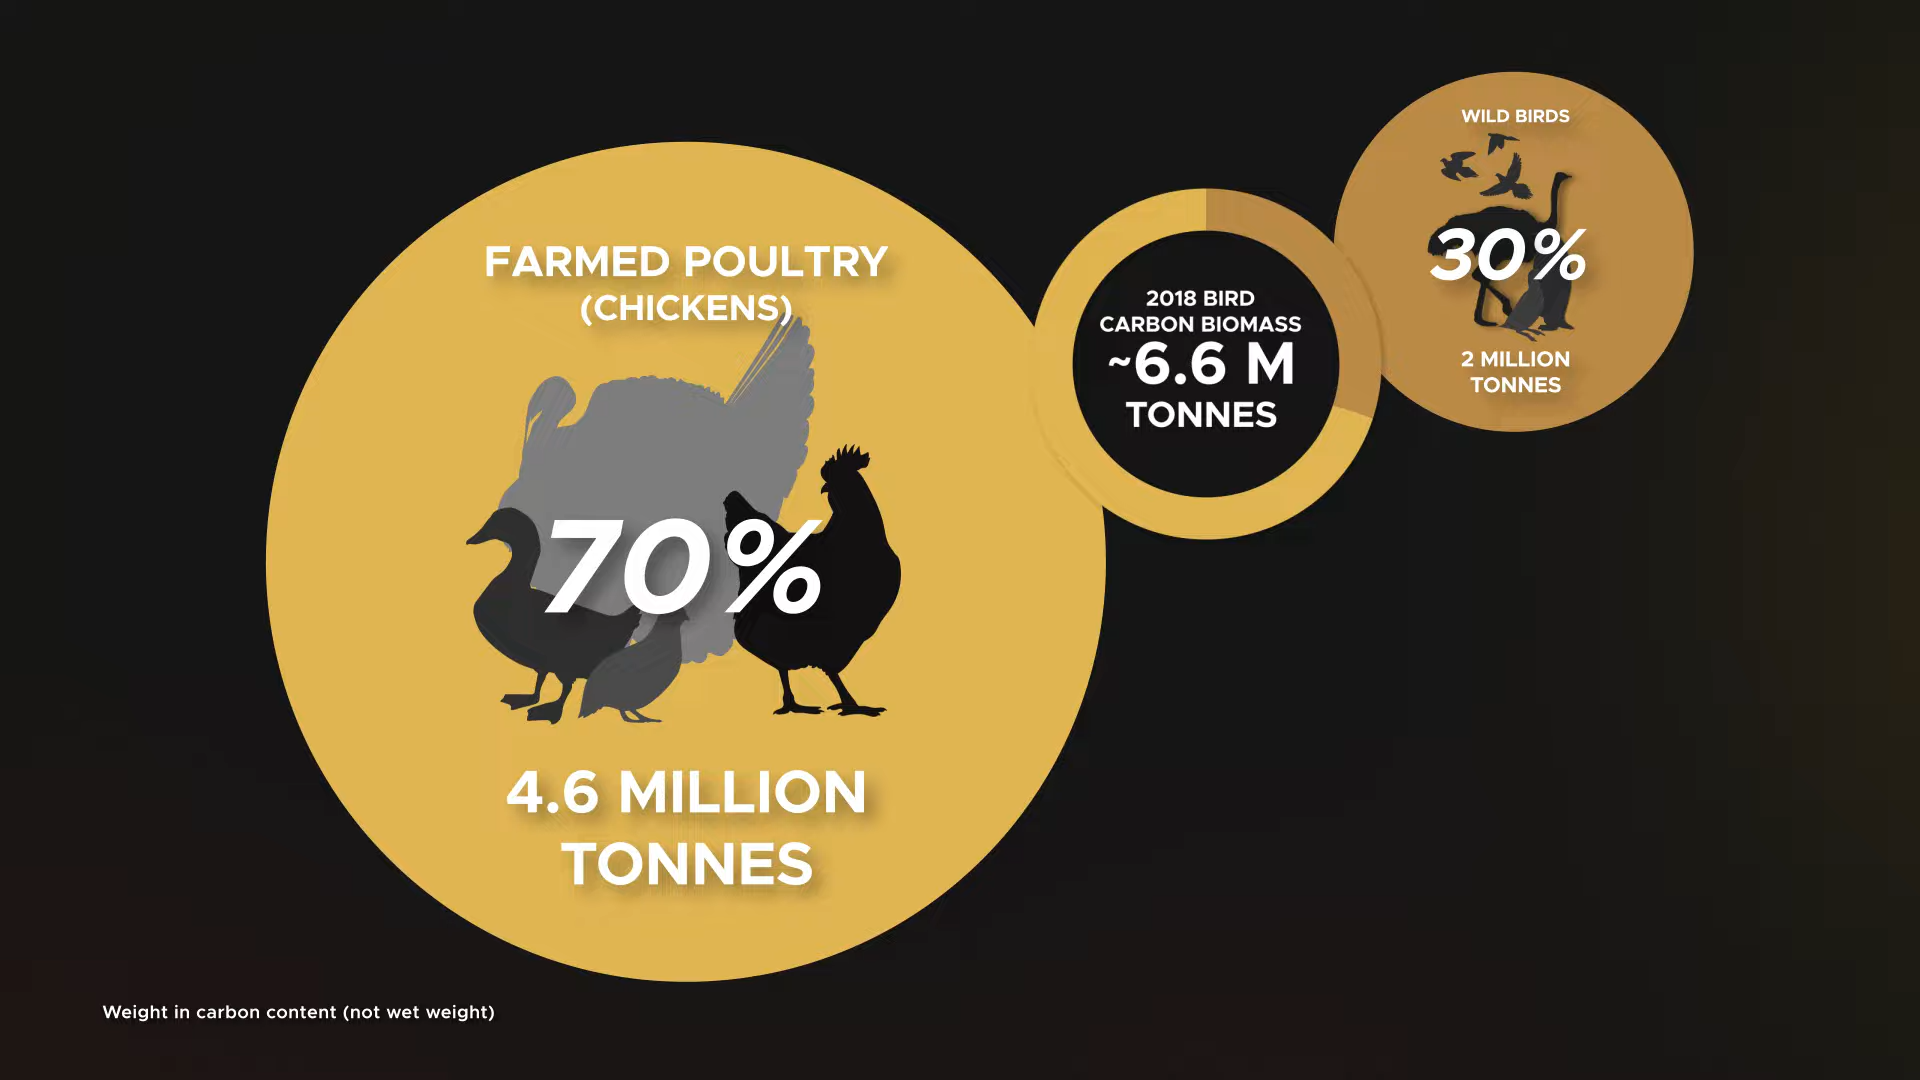 FARMED POULTRY
(CHICKENS)
70%
4.6 MILLION
TONNES
2018 BIRD
CARBON BIOMASS
~6.6 M
TONNES
WILD BIRDS
30%
2 MILLION
TONNES
Weight in carbon content (not wet weight)